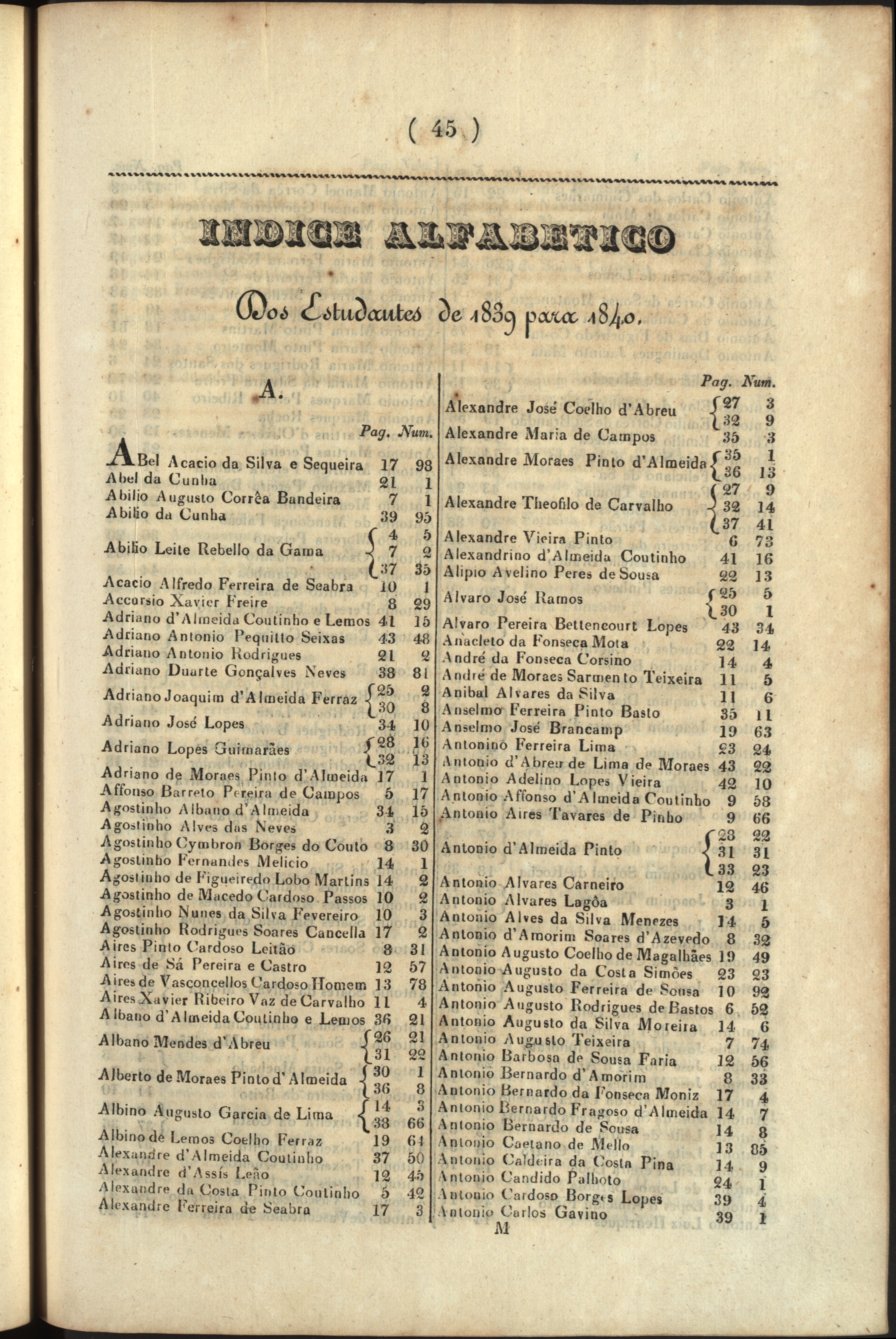 ( 45 )
INDICE ALFABETICO
Dos Estudantes de 1839 para 1840.
A.
Pag. Num.
ABel Acacio da Silva e Sequeira 17 98
Abel da Cunha 21 1
Abilio Augusto Corrêa Bandeira 7 1
Abilio da Cunha 39 95
4 5
Abilio Leite Rebello da Gama { 7 2
37 35
Acacio Alfredo Ferreira de Seabra 10 1
Accursio Xavier Freire 8 29
Adriano d'Almeida Coutinho e Lemos 41 15
Adriano Antonio Pequitto Seixas 43 48
Adriano Antonio Rodrigues 21 2
Adriano Duarte Gonçalves Neves 38 81
Adriano Joaquim d'Almeida Ferraz { 25 2
30 8
Adriano José Lopes 34 10
Adriano Lopes Guimarães { 28 16
32 13
Adriano de Moraes Pinto d'Almeida 17 1
Affonso Barreto Pereira de Campos 5 17
Agostinho Albano d'Almeida 34 15
Agostinho Alves das Neves 3 2
Agostinho Cymbron Borges do Couto 8 30
Agostinho Fernandes Melicio 14 1
Agostinho de Figueiredo Lobo Martins 14 2
Agostinho de Macedo Cardoso Passos 10 2
Agostinho Nunes da Silva Fevereiro 10 3
Agostinho Rodrigues Soares Cancella 17 2
Aires Pinto Cardoso Leitão 8 31
Aires de Sá Pereira e Castro 12 57
Aires de Vasconcellos Cardoso Homem 13 78
Aires Xavier Ribeiro Vaz de Carvalho 11 4
Albano d'Almeida Coutinho e Lemos 36 21
Albano Mendes d'Abreu { 26 21
31 22
Alberto de Moraes Pinto d'Almeida { 30 1
36 8
Albino Augusto Garcia de Lima { 14 3
38 66
Albino de Lemos Coelho Ferraz 19 64
Alexandre d'Almeida Coutinho 37 50
Alexandre d'Assís Leão 12 45
Alexandre da Costa Pinto Coutinho 5 42
Alexandre Ferreira de Seabra 17 3
Pag. Num.
Alexandre José Coelho d'Abreu { 27 3
32 9
Alexandre Maria de Campos 35 3
Alexandre Moraes Pinto d'Almeida { 35 1
36 13
27 9
Alexandre Theofilo de Carvalho { 32 14
37 41
Alexandre Vieira Pinto 6 73
Alexandrino d'Almeida Coutinho 41 16
Alipio Avelino Peres de Sousa 22 13
Alvaro José Ramos { 25 5
30 1
Alvaro Pereira Bettencourt Lopes 43 34
Anacleto da Fonseca Mota 22 14
André da Fonseca Corsino 14 4
André de Moraes Sarmento Teixeira 11 5
Anibal Alvares da Silva 11 6
Anselmo Ferreira Pinto Basto 35 11
Anselmo José Brancamp 19 63
Antonino Ferreira Lima 23 24
Antonio d'Abreu de Lima de Moraes 43 22
Antonio Adelino Lopes Vieira 42 10
Antonio Affonso d'Almeida Coutinho 9 58
Antonio Aires Tavares de Pinho 9 66
28 22
Antonio d'Almeida Pinto { 31 31
33 23
Antonio Alvares Carneiro 12 46
Antonio Alvares Lagôa 3 1
Antonio Alves da Silva Menezes 14 5
Antonio d'Amorim Soares d'Azevedo 8 32
Antonio Augusto Coelho de Magalhães 19 49
Antonio Augusto da Costa Simões 23 23
Antonio Augusto Ferreira de Sousa 10 92
Antonio Augusto Rodrigues de Bastos 6 52
Antonio Augusto da Silva Moreira 14 6
Antonio Augusto Teixeira 7 74
Antonio Barbosa de Sousa Faria 12 56
Antonio Bernardo d'Amorim 8 33
Antonio Bernardo da Fonseca Moniz 17 4
Antonio Bernardo Fragoso d'Almeida 14 7
Antonio Bernardo de Sousa 14 8
Antonio Caetano de Mello 13 85
Antonio Caldeira da Costa Pina 14 9
Antonio Candido Palhoto 24 1
Antonio Cardoso Borges Lopes 39 4
Antonio Carlos Gavino 39 1
M